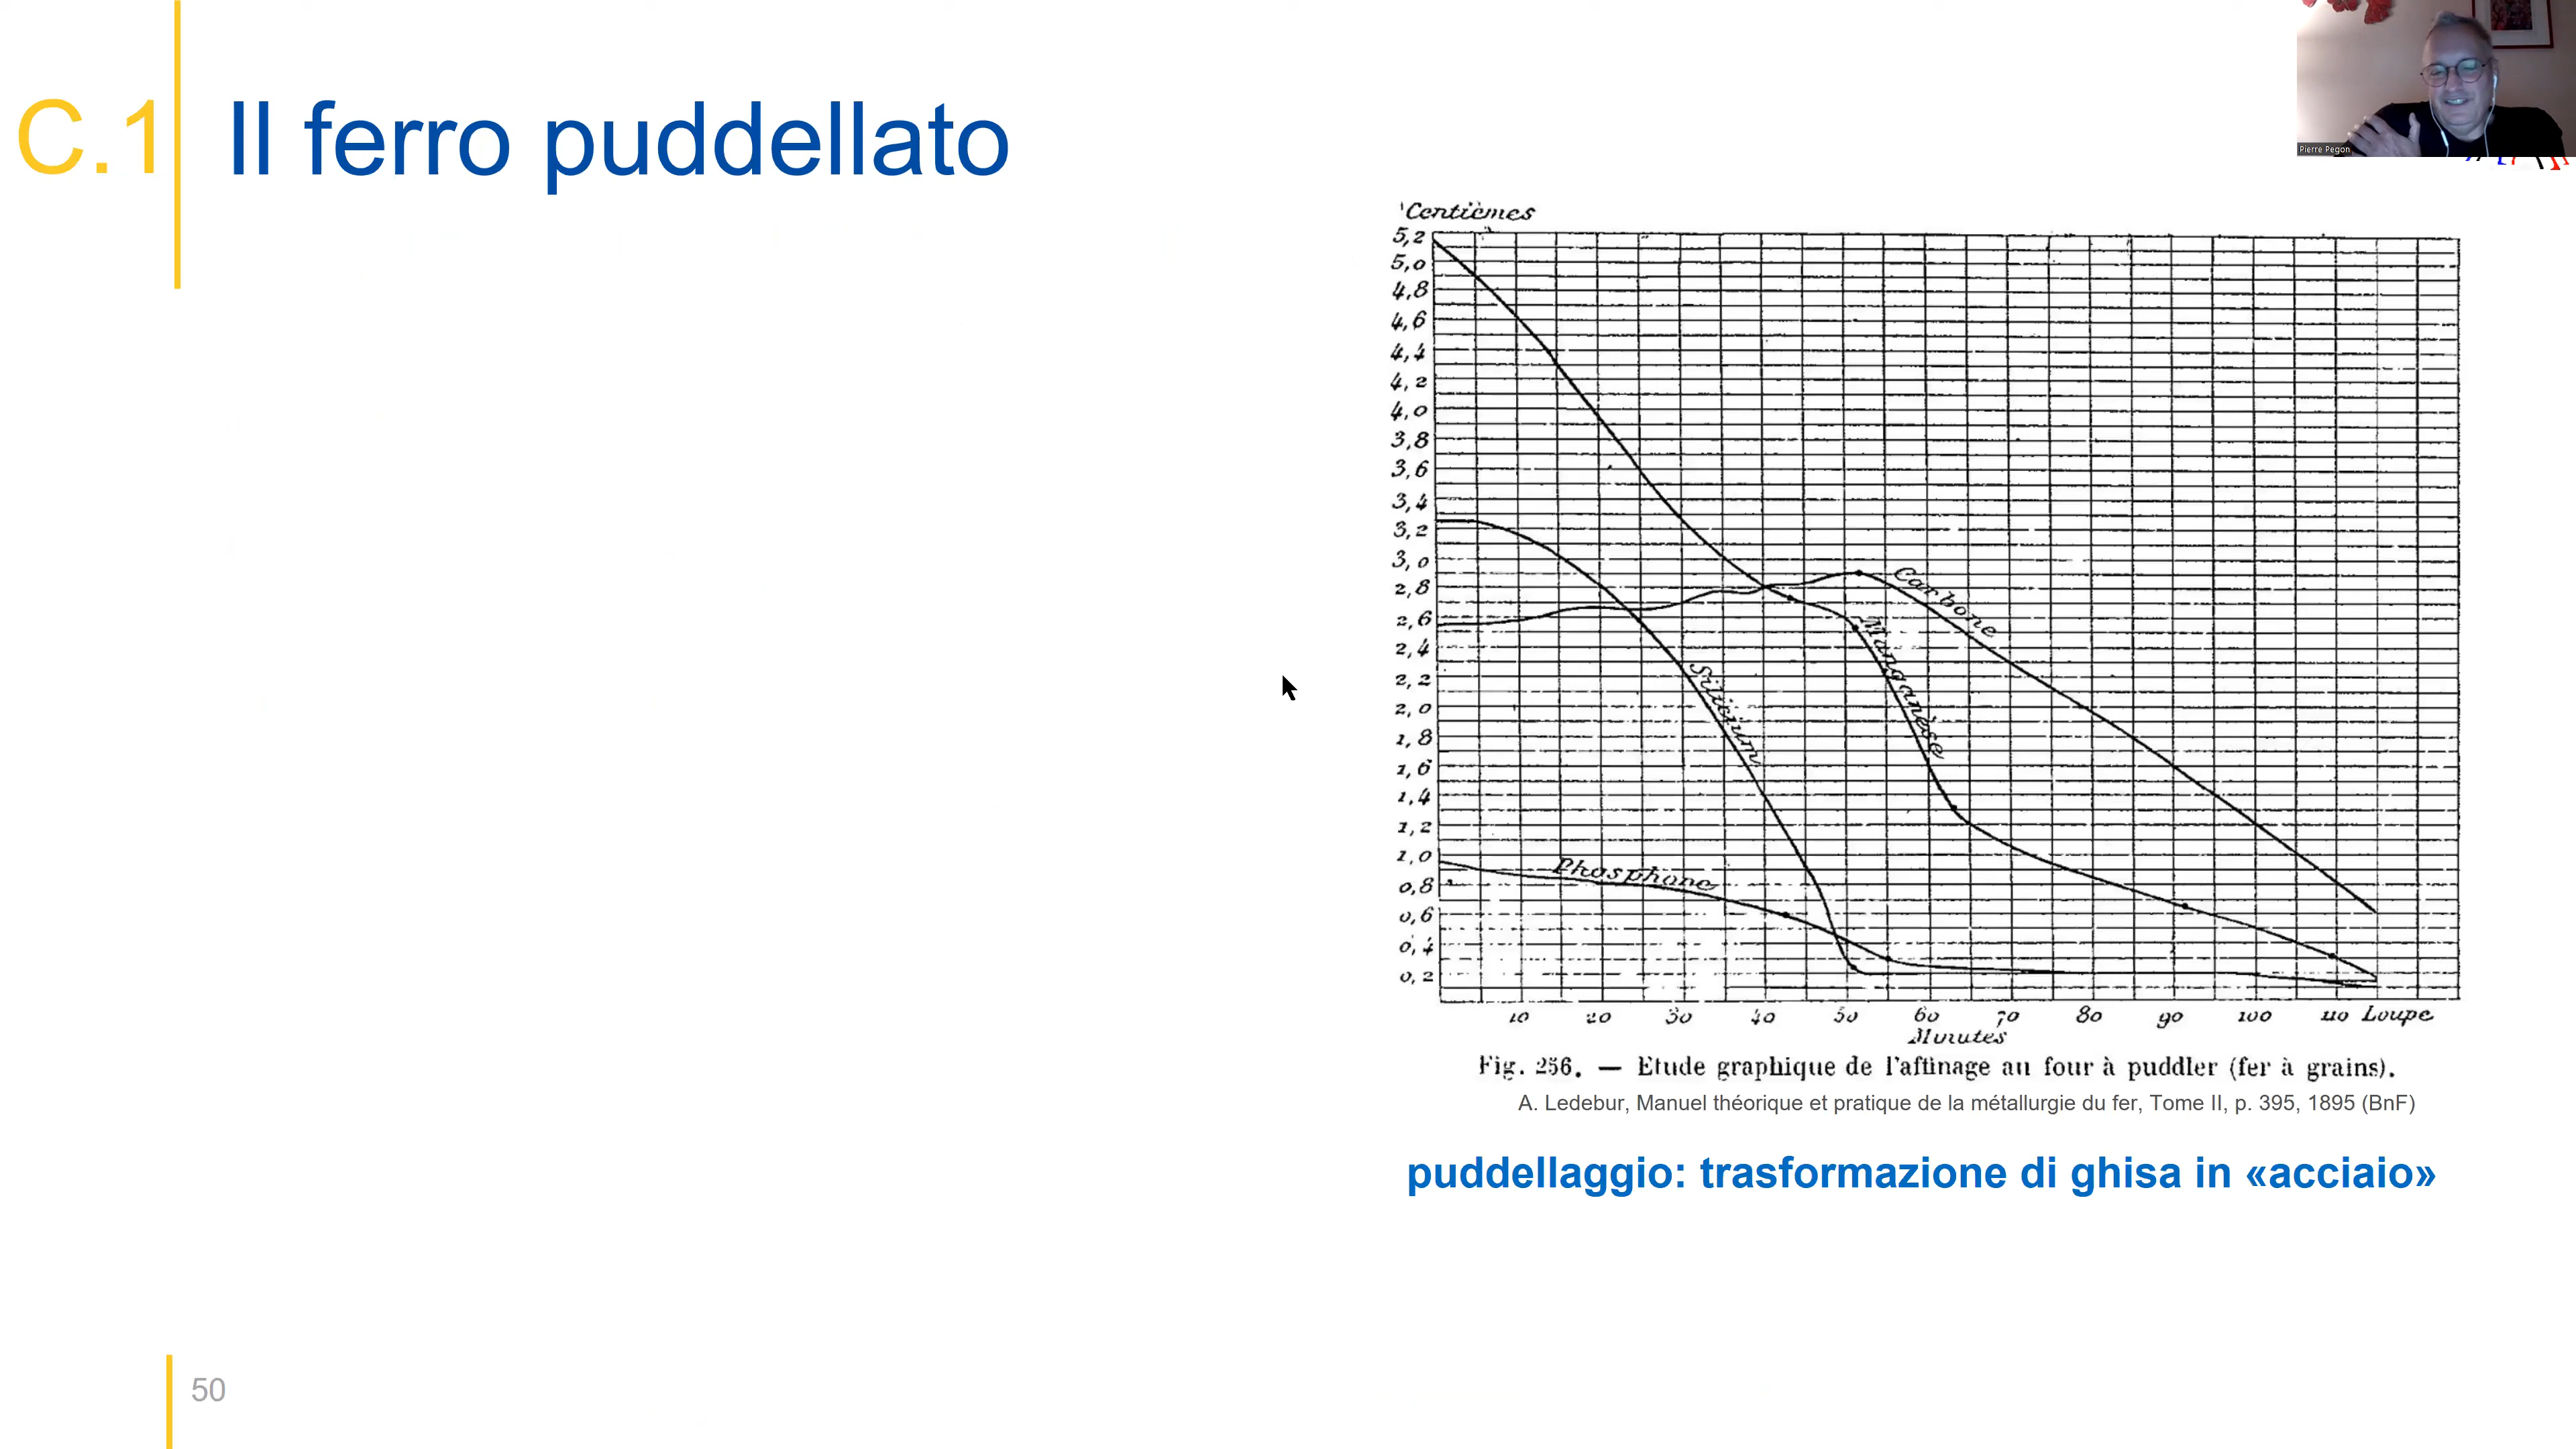 C.1 Il ferro puddellato
Pierre Pegon
Centièmes
5,2
5,0
4,8
4,6
4,4
4,2
4,0
3,8
3,6
3,4
3,2
3,0
2,8
2,6
2,4
2,2
2,0
1,8
1,6
1,4
1,2
1,0
0,8
0,6
0,4
0,2
Carbone
Manganèse
Silicium
Phosphore
10 20 30 40 50 60 70 80 90 100 110 Loupe
Minutes
Fig. 256. — Etude graphique de l'affinage au four à puddler (fer à grains).
A. Ledebur, Manuel théorique et pratique de la métallurgie du fer, Tome II, p. 395, 1895 (BnF)
puddellaggio: trasformazione di ghisa in «acciaio»
50